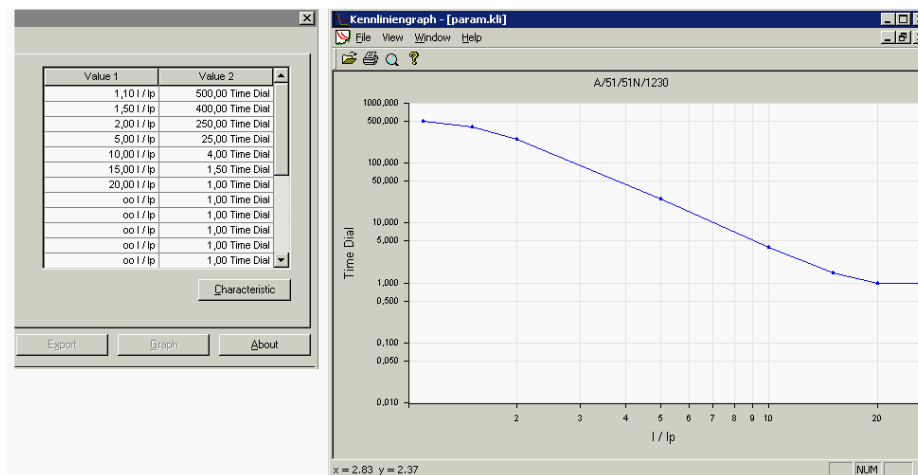 Value 1 Value 2
1,10 I / Ip 500,00 Time Dial
1,50 I / Ip 400,00 Time Dial
2,00 I / Ip 250,00 Time Dial
5,00 I / Ip 25,00 Time Dial
10,00 I / Ip 4,00 Time Dial
15,00 I / Ip 1,50 Time Dial
20,00 I / Ip 1,00 Time Dial
oo I / Ip 1,00 Time Dial
oo I / Ip 1,00 Time Dial
oo I / Ip 1,00 Time Dial
oo I / Ip 1,00 Time Dial
oo I / Ip 1,00 Time Dial
Characteristic
Export Graph About
Kennliniengraph - [param.kli]
File View Window Help
A/51/51N/1230
1000,000
500,000
100,000
50,000
10,000
5,000
1,000
0,500
0,100
0,050
0,010
Time Dial
2 3 4 5 6 7 8 9 10 20
I / Ip
x = 2.83 y = 2.37 NUM